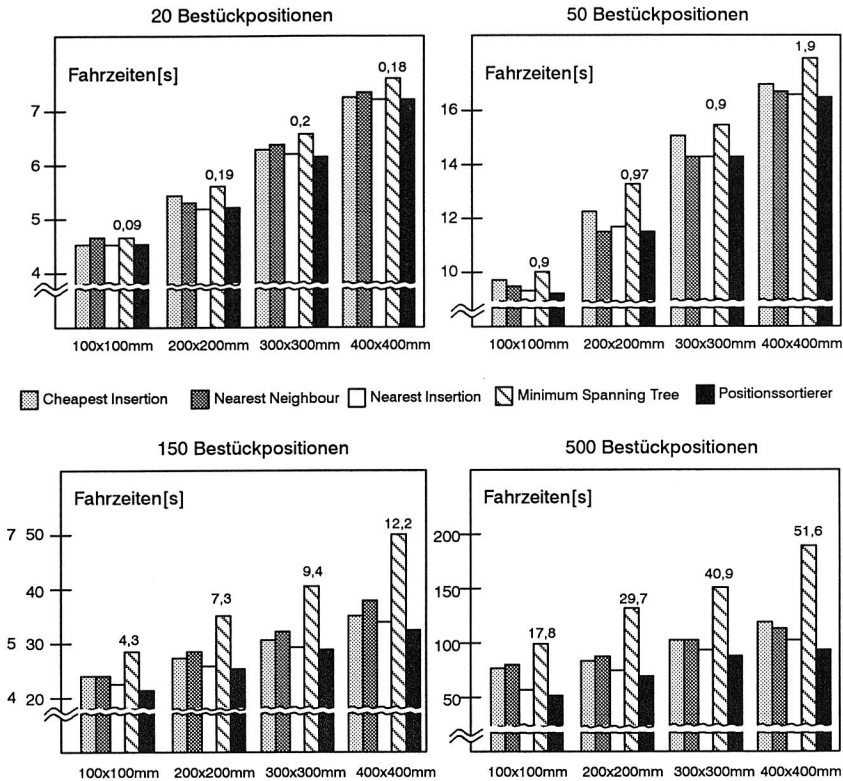 20 Bestückpositionen
50 Bestückpositionen
Fahrzeiten[s]
0,18
7
0,2
6
0,19
5
0,09
4
100x100mm 200x200mm 300x300mm 400x400mm
Fahrzeiten[s]
1,9
16
0,9
14
0,97
12
0,9
10
100x100mm 200x200mm 300x300mm 400x400mm
Cheapest Insertion Nearest Neighbour Nearest Insertion Minimum Spanning Tree Positionssortierer
150 Bestückpositionen
500 Bestückpositionen
Fahrzeiten[s]
12,2
7 50
9,4
40
7,3
5 30
4,3
4 20
100x100mm 200x200mm 300x300mm 400x400mm
Fahrzeiten[s]
51,6
200
40,9
150
29,7
100
17,8
50
100x100mm 200x200mm 300x300mm 400x400mm